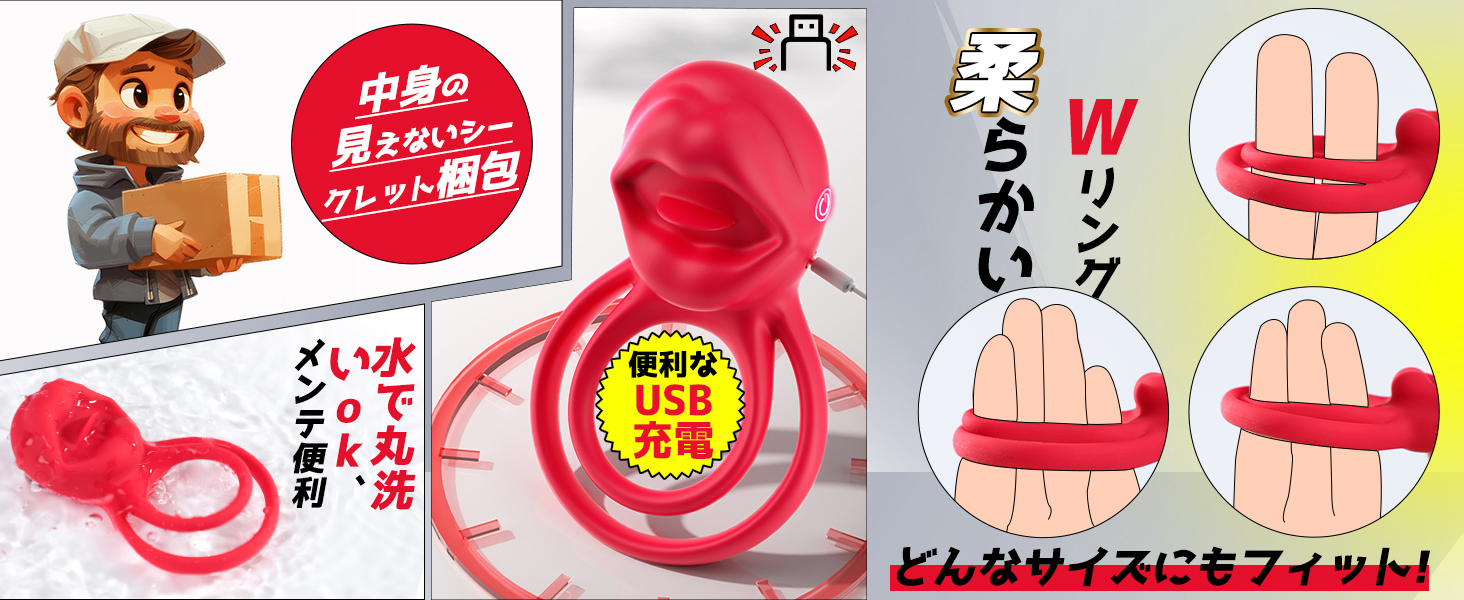 中身の
見えないシー
クレット梱包
水で丸洗
いok、
メンテ便利
便利な
USB
充電
柔らかい
Wリング
どんなサイズにもフィット!